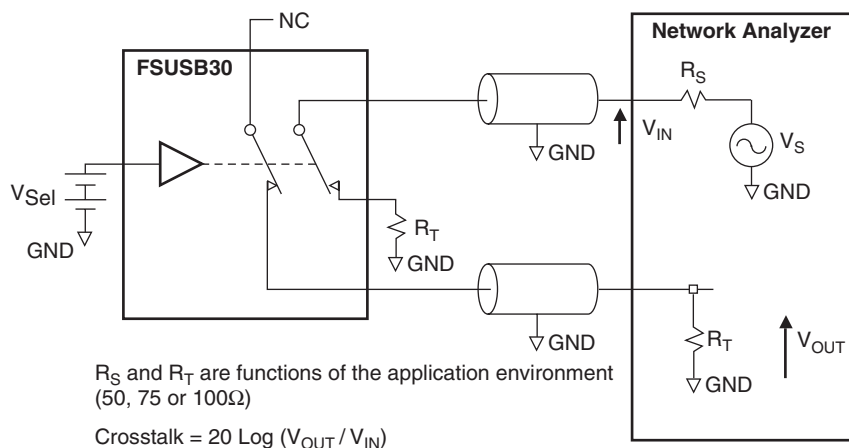 NC
Network Analyzer
FSUSB30
R_S
V_IN
GND
V_S
GND
V_Sel
GND
R_T
GND
GND
R_T
V_OUT
GND
R_S and R_T are functions of the application environment
(50, 75 or 100Ω)
Crosstalk = 20 Log (V_OUT / V_IN)